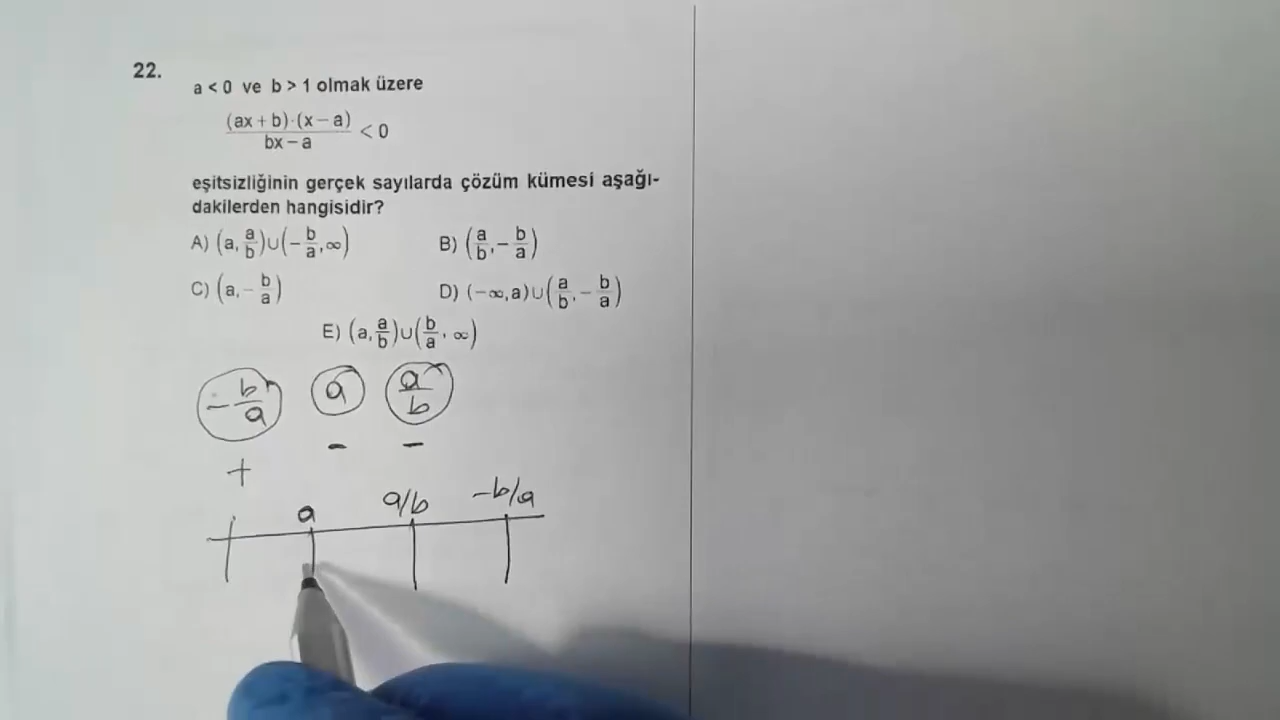 22.
a < 0 ve b > 1 olmak üzere
(ax + b)·(x − a)
bx − a
< 0
eşitsizliğinin gerçek sayılarda çözüm kümesi aşağı-
dakilerden hangisidir?
A) (a, a/b)∪(−b/a, ∞) B) (a/b, −b/a)
C) (a, −b/a) D) (−∞, a)∪(a/b, −b/a)
E) (a, a/b)∪(b/a, ∞)
−b/a a a/b
+ − −
a a/b −b/a